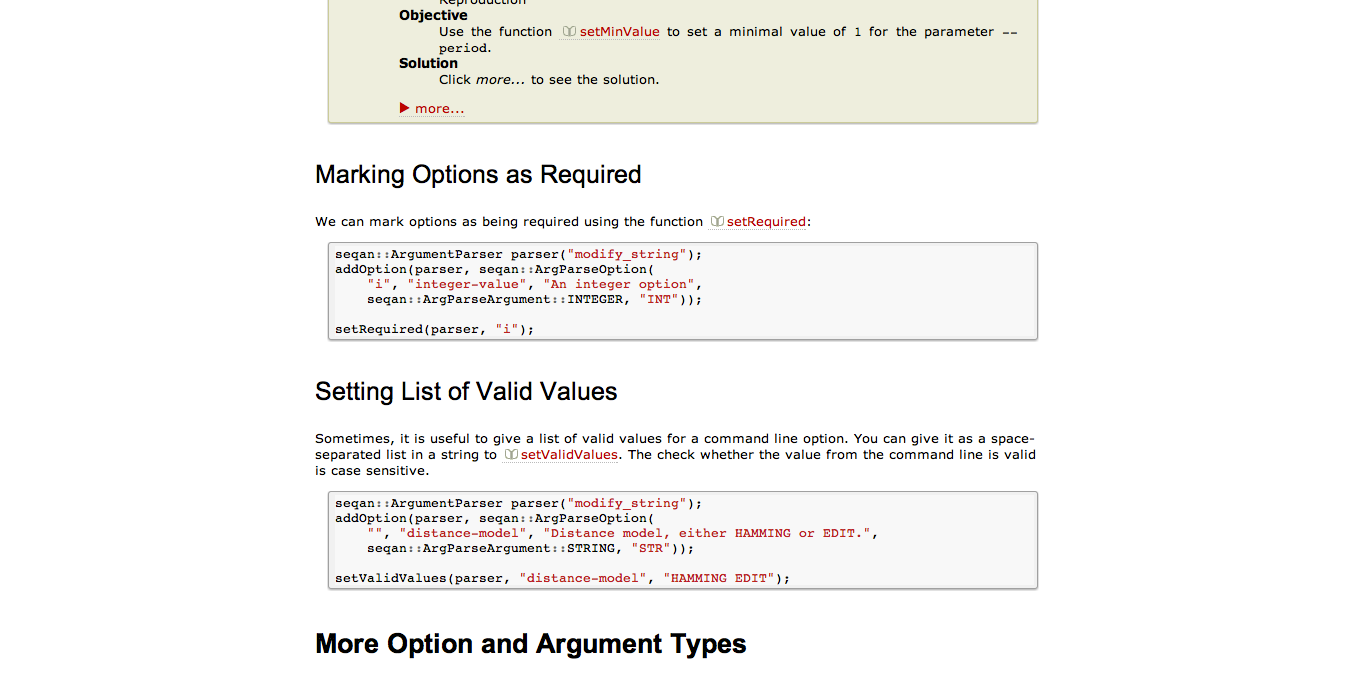 Reproduction
Objective
Use the function setMinValue to set a minimal value of 1 for the parameter --
period.
Solution
Click more... to see the solution.
more...
Marking Options as Required
We can mark options as being required using the function setRequired:
seqan::ArgumentParser parser("modify_string");
addOption(parser, seqan::ArgParseOption(
    "i", "integer-value", "An integer option",
    seqan::ArgParseArgument::INTEGER, "INT"));
setRequired(parser, "i");
Setting List of Valid Values
Sometimes, it is useful to give a list of valid values for a command line option. You can give it as a space-
separated list in a string to setValidValues. The check whether the value from the command line is valid
is case sensitive.
seqan::ArgumentParser parser("modify_string");
addOption(parser, seqan::ArgParseOption(
    "", "distance-model", "Distance model, either HAMMING or EDIT.",
    seqan::ArgParseArgument::STRING, "STR"));
setValidValues(parser, "distance-model", "HAMMING EDIT");
More Option and Argument Types